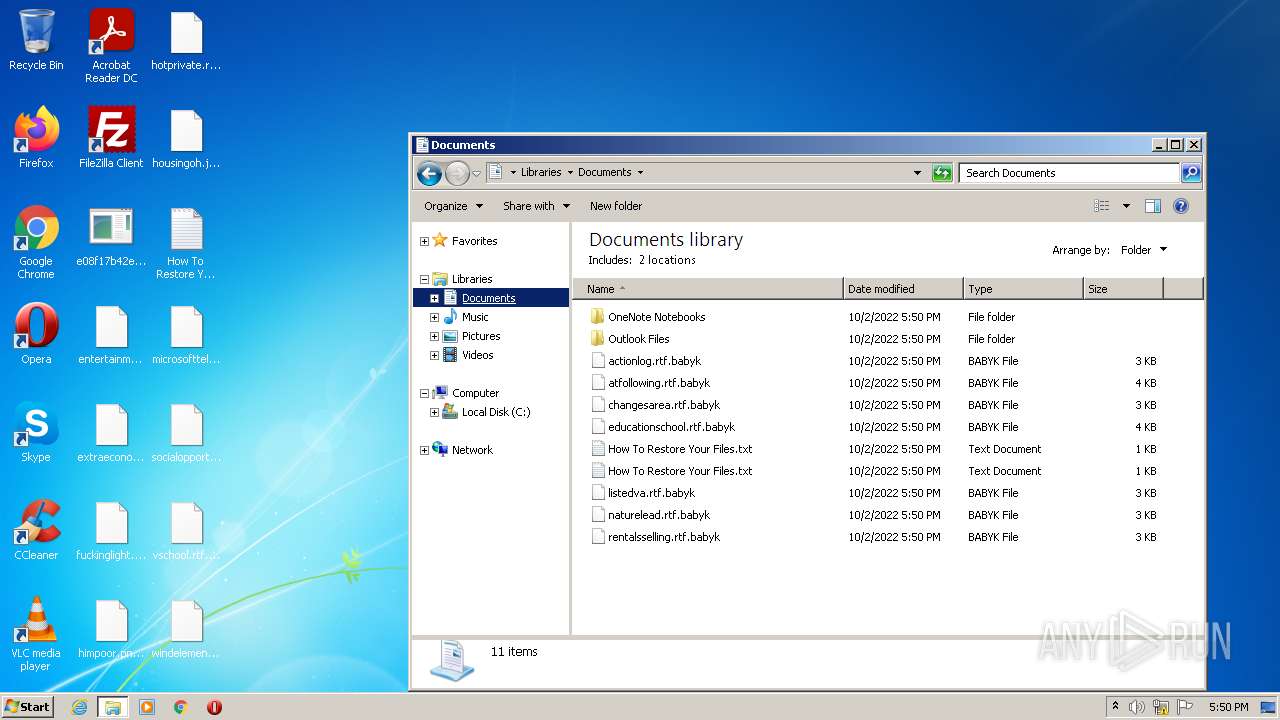 Recycle Bin
Acrobat
Reader DC
hotprivate.r...
Firefox
FileZilla Client
housingoh.j...
Google
Chrome
e08f17b42e...
How To
Restore Y...
Opera
entertainm...
microsofttel...
Skype
extraecono...
socialopport...
CCleaner
fuckinglight....
vschool.rtf....
VLC media
player
himpoor.pn...
windelemen...
Documents
Libraries
Documents
Search Documents
Organize
Share with
New folder
Favorites
Libraries
Documents
Music
Pictures
Videos
Computer
Local Disk (C:)
Network
Documents library
Includes: 2 locations
Arrange by: Folder
Name Date modified Type Size
OneNote Notebooks 10/2/2022 5:50 PM File folder
Outlook Files 10/2/2022 5:50 PM File folder
actionlog.rtf.babyk 10/2/2022 5:50 PM BABYK File 3 KB
atfollowing.rtf.babyk 10/2/2022 5:50 PM BABYK File 4 KB
changesarea.rtf.babyk 10/2/2022 5:50 PM BABYK File 3 KB
educationschool.rtf.babyk 10/2/2022 5:50 PM BABYK File 4 KB
How To Restore Your Files.txt 10/2/2022 5:50 PM Text Document 1 KB
How To Restore Your Files.txt 10/2/2022 5:50 PM Text Document 1 KB
listedva.rtf.babyk 10/2/2022 5:50 PM BABYK File 3 KB
naturelead.rtf.babyk 10/2/2022 5:50 PM BABYK File 3 KB
rentalsselling.rtf.babyk 10/2/2022 5:50 PM BABYK File 3 KB
11 items
ANY RUN
Start
5:50 PM